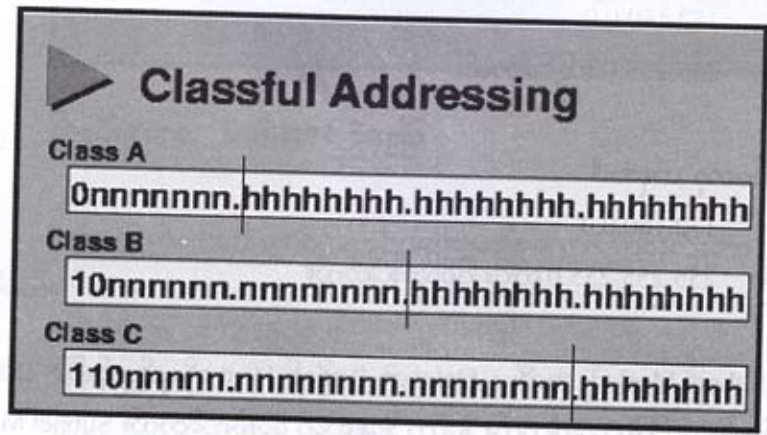 Classful Addressing
Class A
0nnnnnnn.hhhhhhhh.hhhhhhhh.hhhhhhhh
Class B
10nnnnnn.nnnnnnnn.hhhhhhhh.hhhhhhhh
Class C
110nnnnn.nnnnnnnn.nnnnnnnn.hhhhhhhh